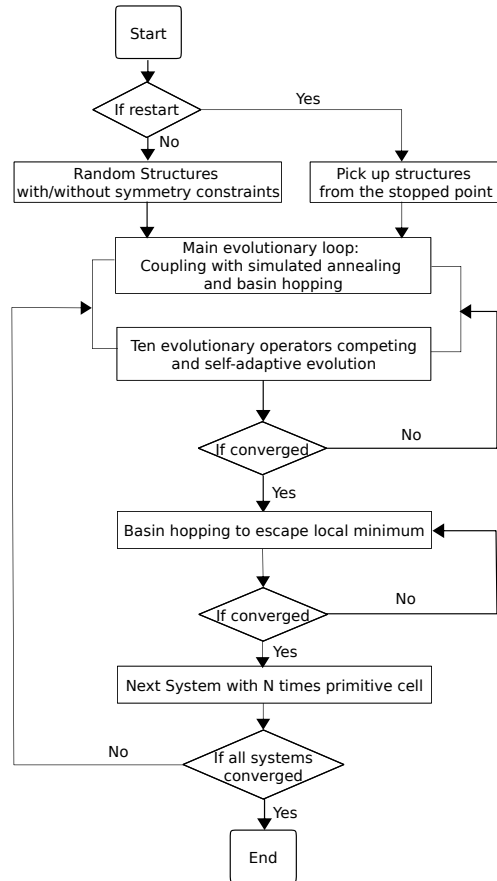 Start
If restart
Yes
No
Random Structures
with/without symmetry constraints
Pick up structures
from the stopped point
Main evolutionary loop:
Coupling with simulated annealing
and basin hopping
Ten evolutionary operators competing
and self-adaptive evolution
If converged
No
Yes
Basin hopping to escape local minimum
If converged
No
Yes
Next System with N times primitive cell
No
If all systems
converged
Yes
End